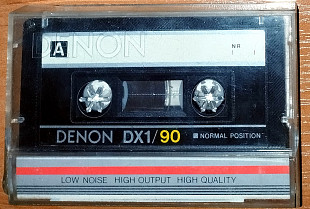 DENON
A
NR
DENON DX1/90 ■ NORMAL POSITION
LOW NOISE HIGH OUTPUT HIGH QUALITY